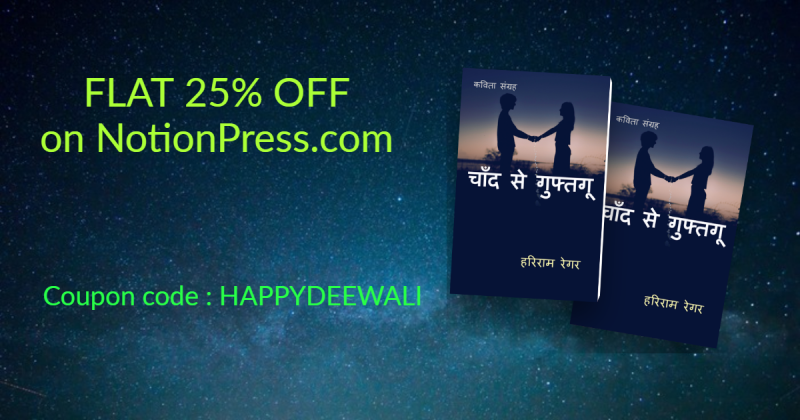 FLAT 25% OFF
on NotionPress.com
Coupon code : HAPPYDEEWALI
कविता संग्रह
चाँद से गुफ्तगू
हरिराम रेगर
कविता संग्रह
चाँद से गुफ्तगू
हरिराम रेगर